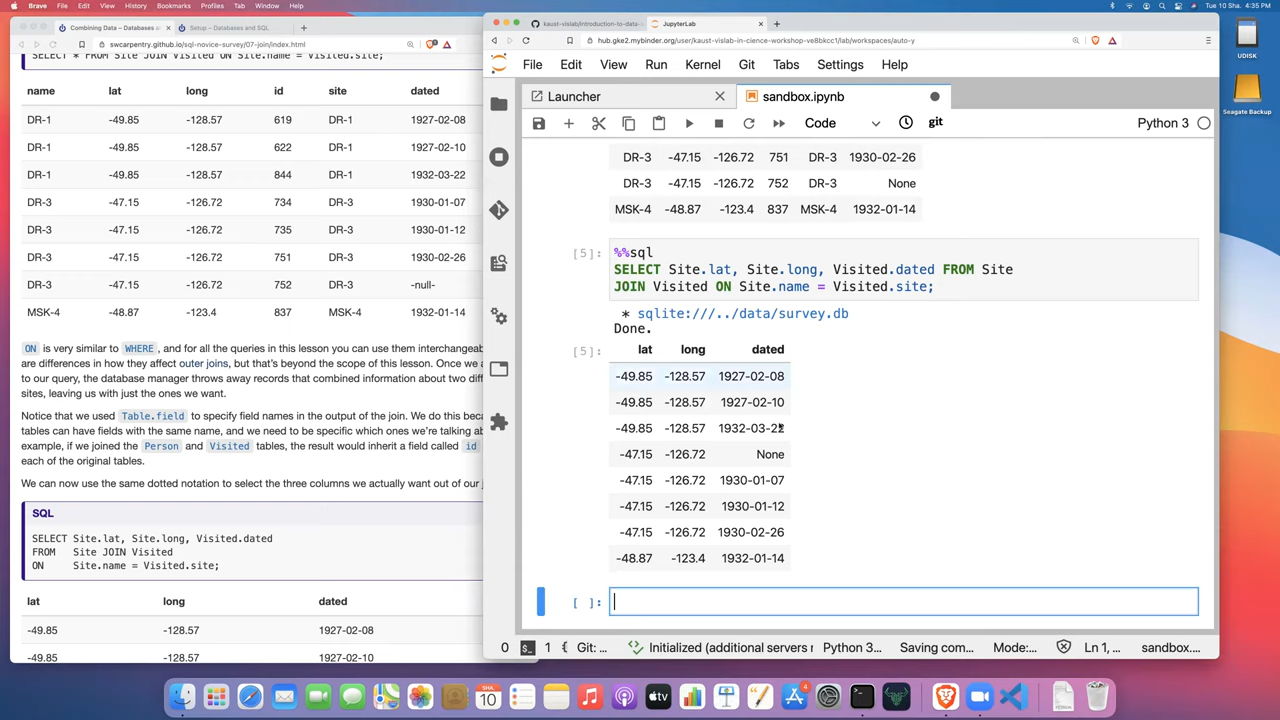 Brave File Edit View History Bookmarks Profiles Tab Window Help
Tue 10 Sha. 4:35 PM
Combining Data – Databases a
Setup – Databases and SQL
swcarpentry.github.io/sql-novice-survey/07-join/index.html
SELECT * FROM Site JOIN Visited ON Site.name = Visited.site;
name lat long id site dated
DR-1 -49.85 -128.57 619 DR-1 1927-02-08
DR-1 -49.85 -128.57 622 DR-1 1927-02-10
DR-1 -49.85 -128.57 844 DR-1 1932-03-22
DR-3 -47.15 -126.72 734 DR-3 1930-01-07
DR-3 -47.15 -126.72 735 DR-3 1930-01-12
DR-3 -47.15 -126.72 751 DR-3 1930-02-26
DR-3 -47.15 -126.72 752 DR-3 -null-
MSK-4 -48.87 -123.4 837 MSK-4 1932-01-14
ON is very similar to WHERE, and for all the queries in this lesson you can use them interchangeab
are differences in how they affect outer joins, but that's beyond the scope of this lesson. Once we a
to our query, the database manager throws away records that combined information about two diff
sites, leaving us with just the ones we want.
Notice that we used Table.field to specify field names in the output of the join. We do this beca
tables can have fields with the same name, and we need to be specific which ones we're talking ab
example, if we joined the Person and Visited tables, the result would inherit a field called id
each of the original tables.
We can now use the same dotted notation to select the three columns we actually want out of our j
SQL
SELECT Site.lat, Site.long, Visited.dated
FROM Site JOIN Visited
ON Site.name = Visited.site;
lat long dated
-49.85 -128.57 1927-02-08
-49.85 -128.57 1927-02-10
kaust-vislab/introduction-to-data-
JupyterLab
hub.gke2.mybinder.org/user/kaust-vislab-in-cience-workshop-ve8bkcc1/lab/workspaces/auto-y
File Edit View Run Kernel Git Tabs Settings Help
Launcher
sandbox.ipynb
Code
git
Python 3
DR-3 -47.15 -126.72 751 DR-3 1930-02-26
DR-3 -47.15 -126.72 752 DR-3 None
MSK-4 -48.87 -123.4 837 MSK-4 1932-01-14
[5]: %%sql
SELECT Site.lat, Site.long, Visited.dated FROM Site
JOIN Visited ON Site.name = Visited.site;
* sqlite:///../data/survey.db
Done.
[5]: lat long dated
-49.85 -128.57 1927-02-08
-49.85 -128.57 1927-02-10
-49.85 -128.57 1932-03-22
-47.15 -126.72 None
-47.15 -126.72 1930-01-07
-47.15 -126.72 1930-01-12
-47.15 -126.72 1930-02-26
-48.87 -123.4 1932-01-14
[ ]:
0 1 Git: ... Initialized (additional servers r Python 3... Saving com... Mode:... Ln 1, ... sandbox....
UDISK
Seagate Backup
SHA.
10
tv
4